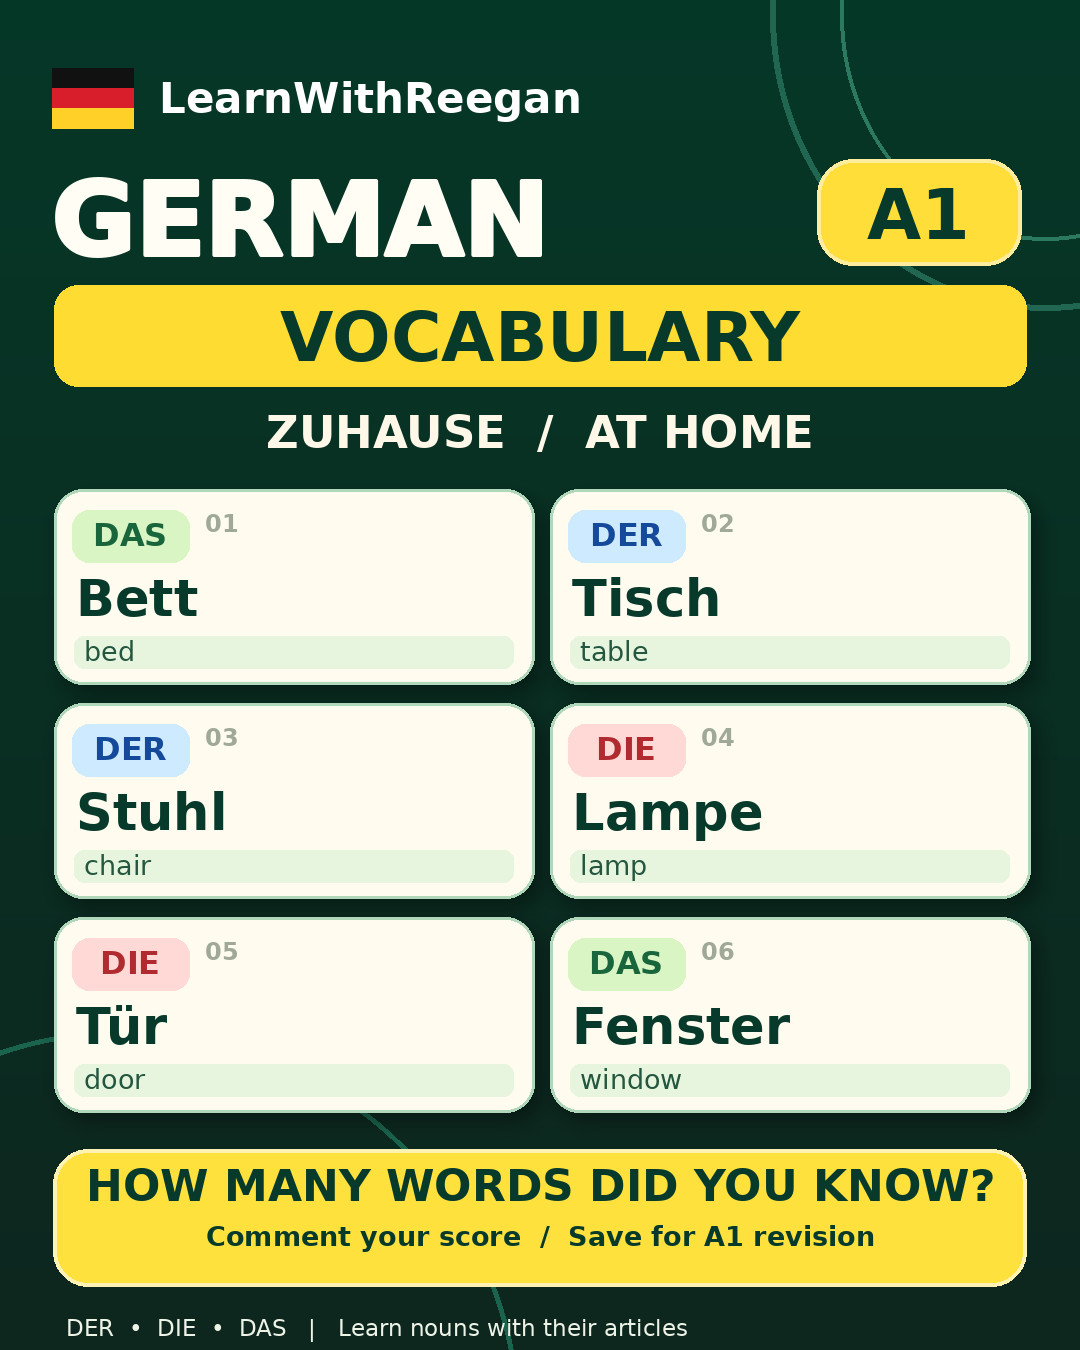 LearnWithReegan
GERMAN
A1
VOCABULARY
ZUHAUSE / AT HOME
DAS 01
Bett
bed
DER 02
Tisch
table
DER 03
Stuhl
chair
DIE 04
Lampe
lamp
DIE 05
Tür
door
DAS 06
Fenster
window
HOW MANY WORDS DID YOU KNOW?
Comment your score / Save for A1 revision
DER • DIE • DAS | Learn nouns with their articles